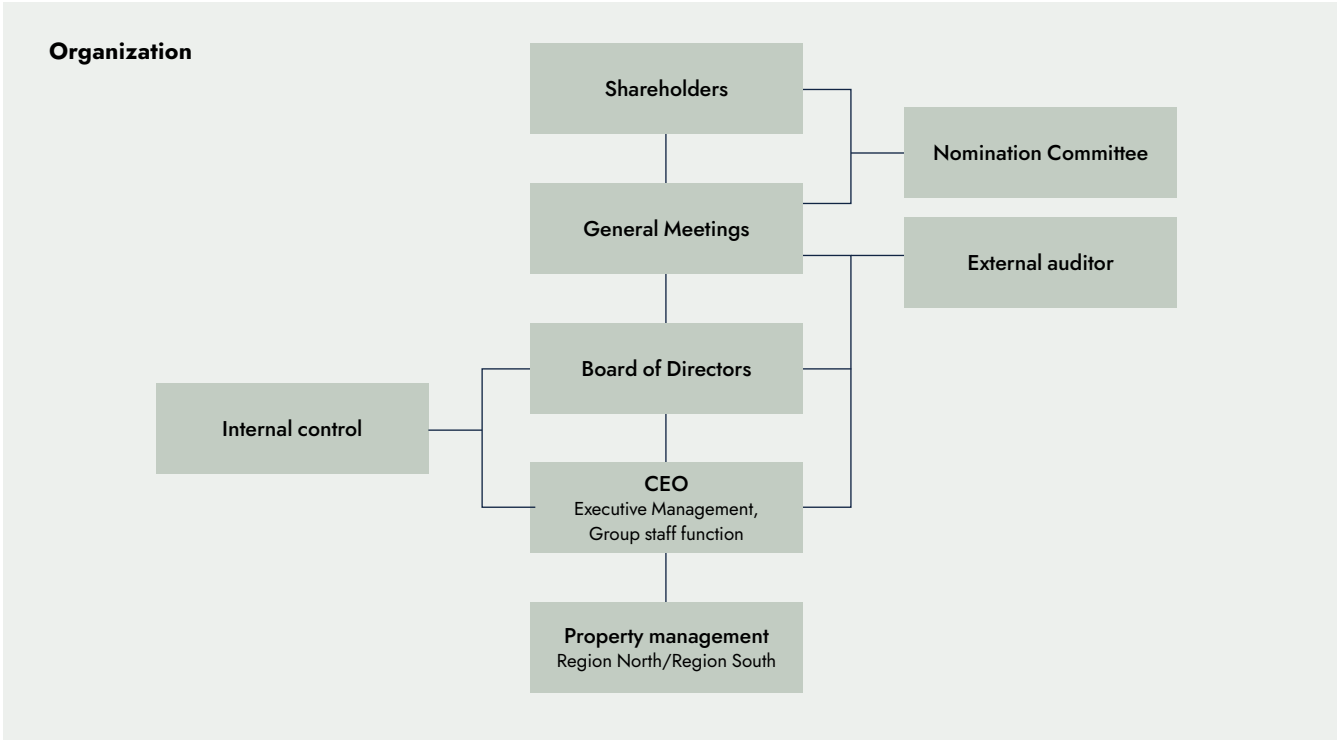 Organization
Shareholders
Nomination Committee
General Meetings
External auditor
Board of Directors
Internal control
CEO
Executive Management,
Group staff function
Property management
Region North/Region South